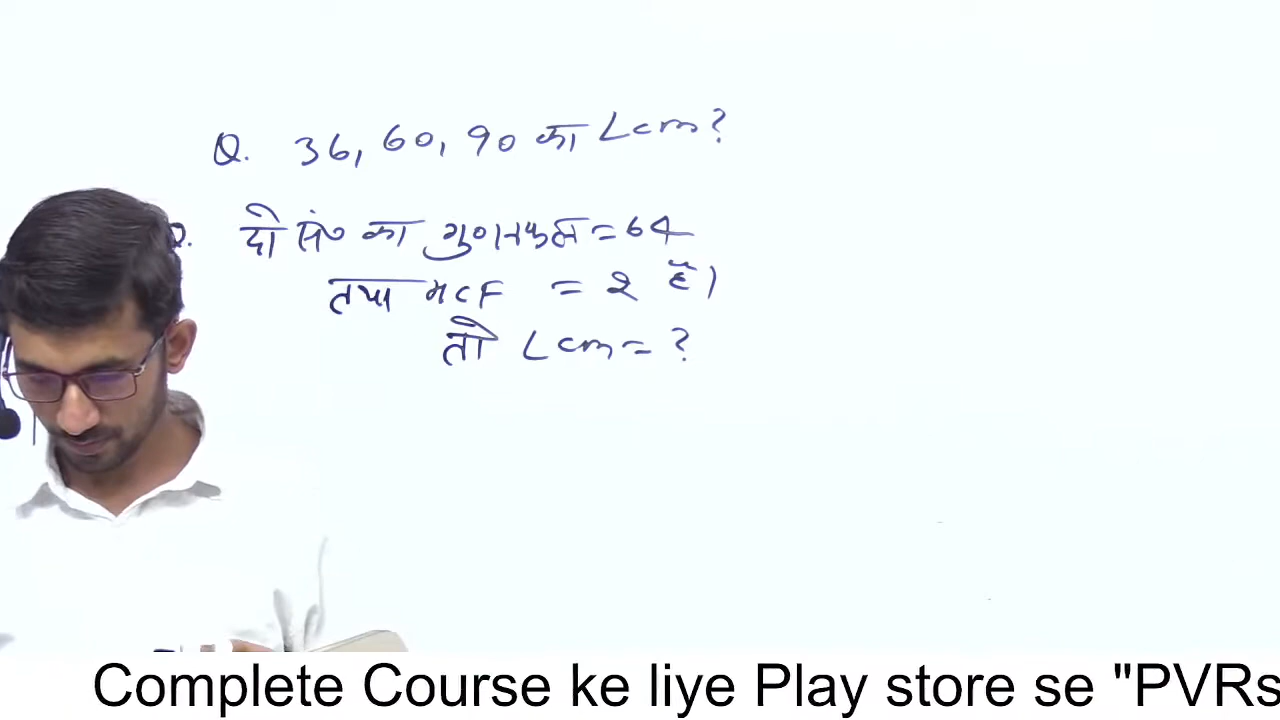 Q. 36, 60, 90 का Lcm?
Q. दो सं० का गुणनफल = 64
तथा HCF = 2 है।
तो Lcm = ?
Complete Course ke liye Play store se "PVRs